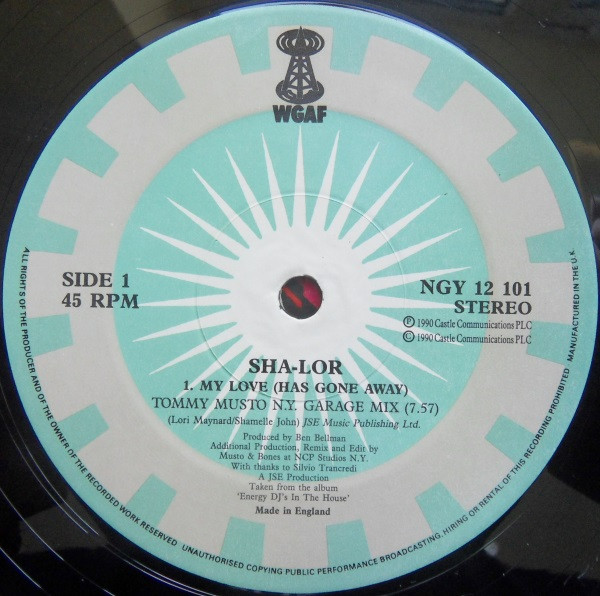 WGAF
SIDE 1
45 RPM
NGY 12 101
STEREO
Ⓟ 1990 Castle Communications PLC
© 1990 Castle Communications PLC
SHA-LOR
1. MY LOVE (HAS GONE AWAY)
TOMMY MUSTO N.Y. GARAGE MIX (7.57)
(Lori Maynard/Shamelle John) JSE Music Publishing Ltd.
Produced by Ben Bellman
Additional Production, Remix and Edit by
Musto & Bones at NCP Studios N.Y.
With thanks to Silvio Trancredi
A JSE Production
Taken from the album
'Energy DJ's In The House'
Made in England
ALL RIGHTS OF THE PRODUCER AND OF THE OWNER OF THE RECORDED WORK RESERVED · UNAUTHORISED COPYING PUBLIC PERFORMANCE BROADCASTING, HIRING OR RENTAL OF THIS RECORDING PROHIBITED MANUFACTURED IN THE U.K.